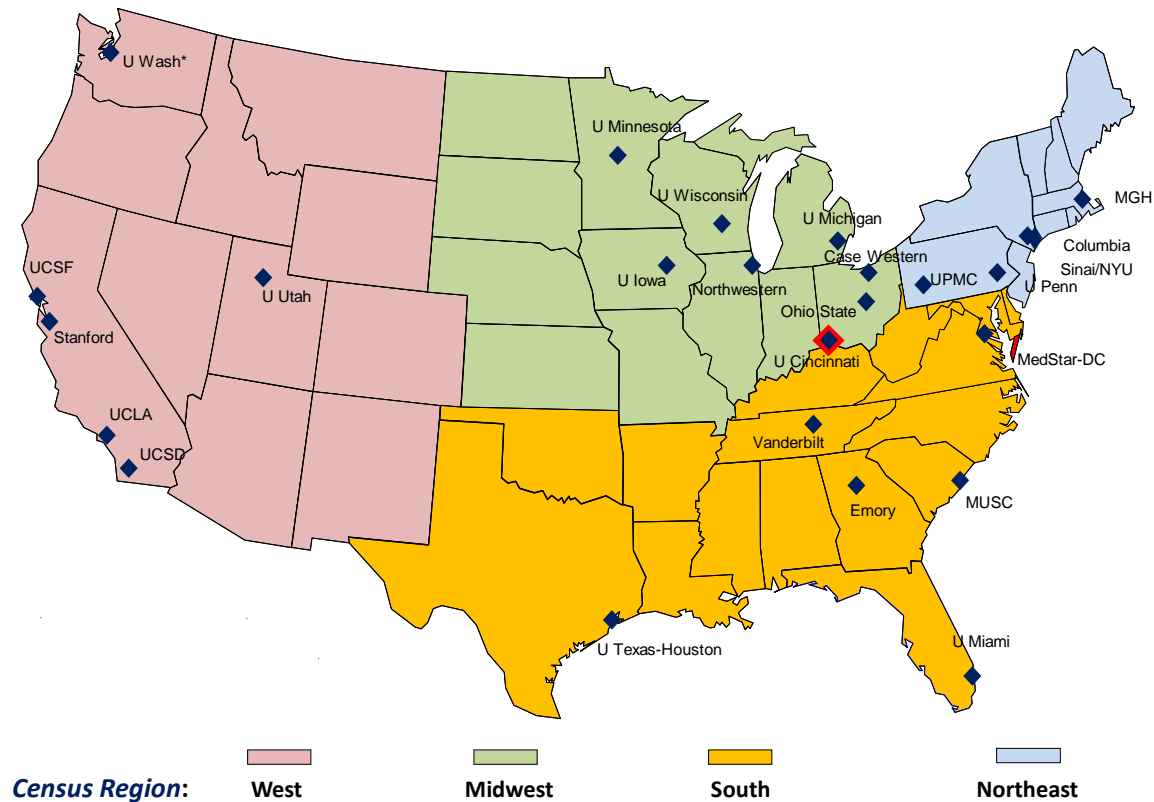 U Wash*
U Minnesota
U Wisconsin
U Michigan
MGH
Columbia
Case Western
UCSF
U Iowa
Sinai/NYU
UPMC
U Penn
Northwestern
U Utah
Ohio State
Stanford
U Cincinnati
MedStar-DC
UCLA
Vanderbilt
UCSD
MUSC
Emory
U Miami
U Texas-Houston
Census Region: West Midwest South Northeast